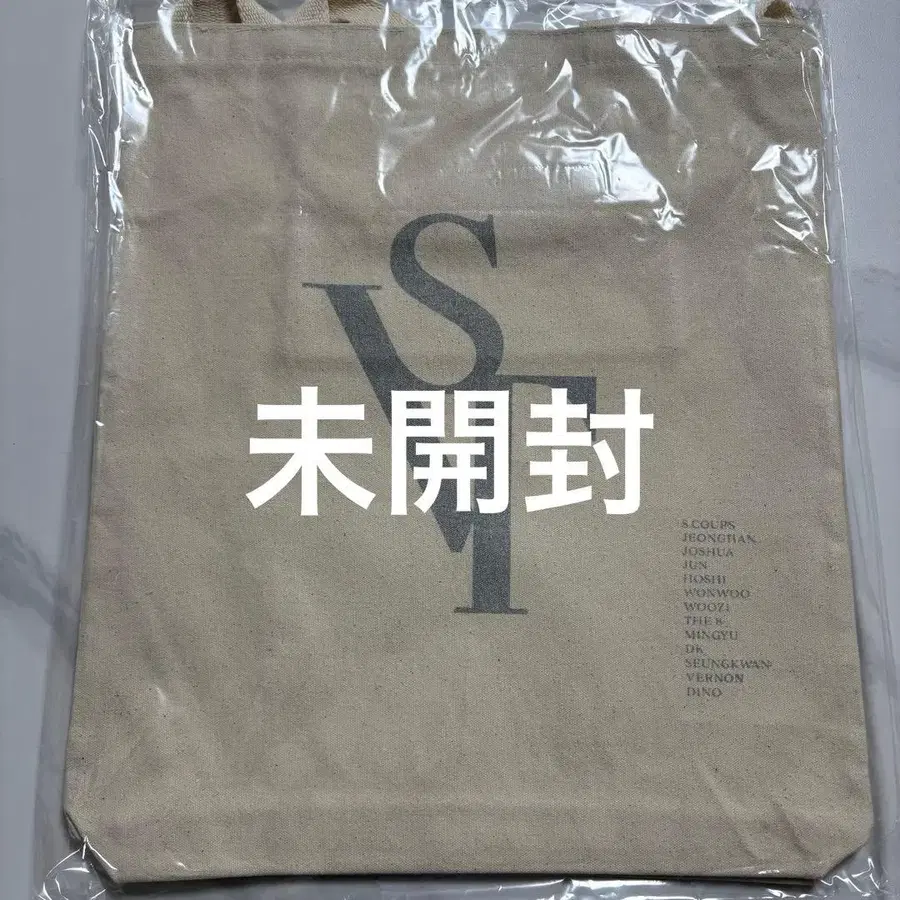 SVT
未開封
S.COUPS
JEONGHAN
JOSHUA
JUN
HOSHI
WONWOO
WOOZI
THE 8
MINGYU
DK
SEUNGKWAN
VERNON
DINO